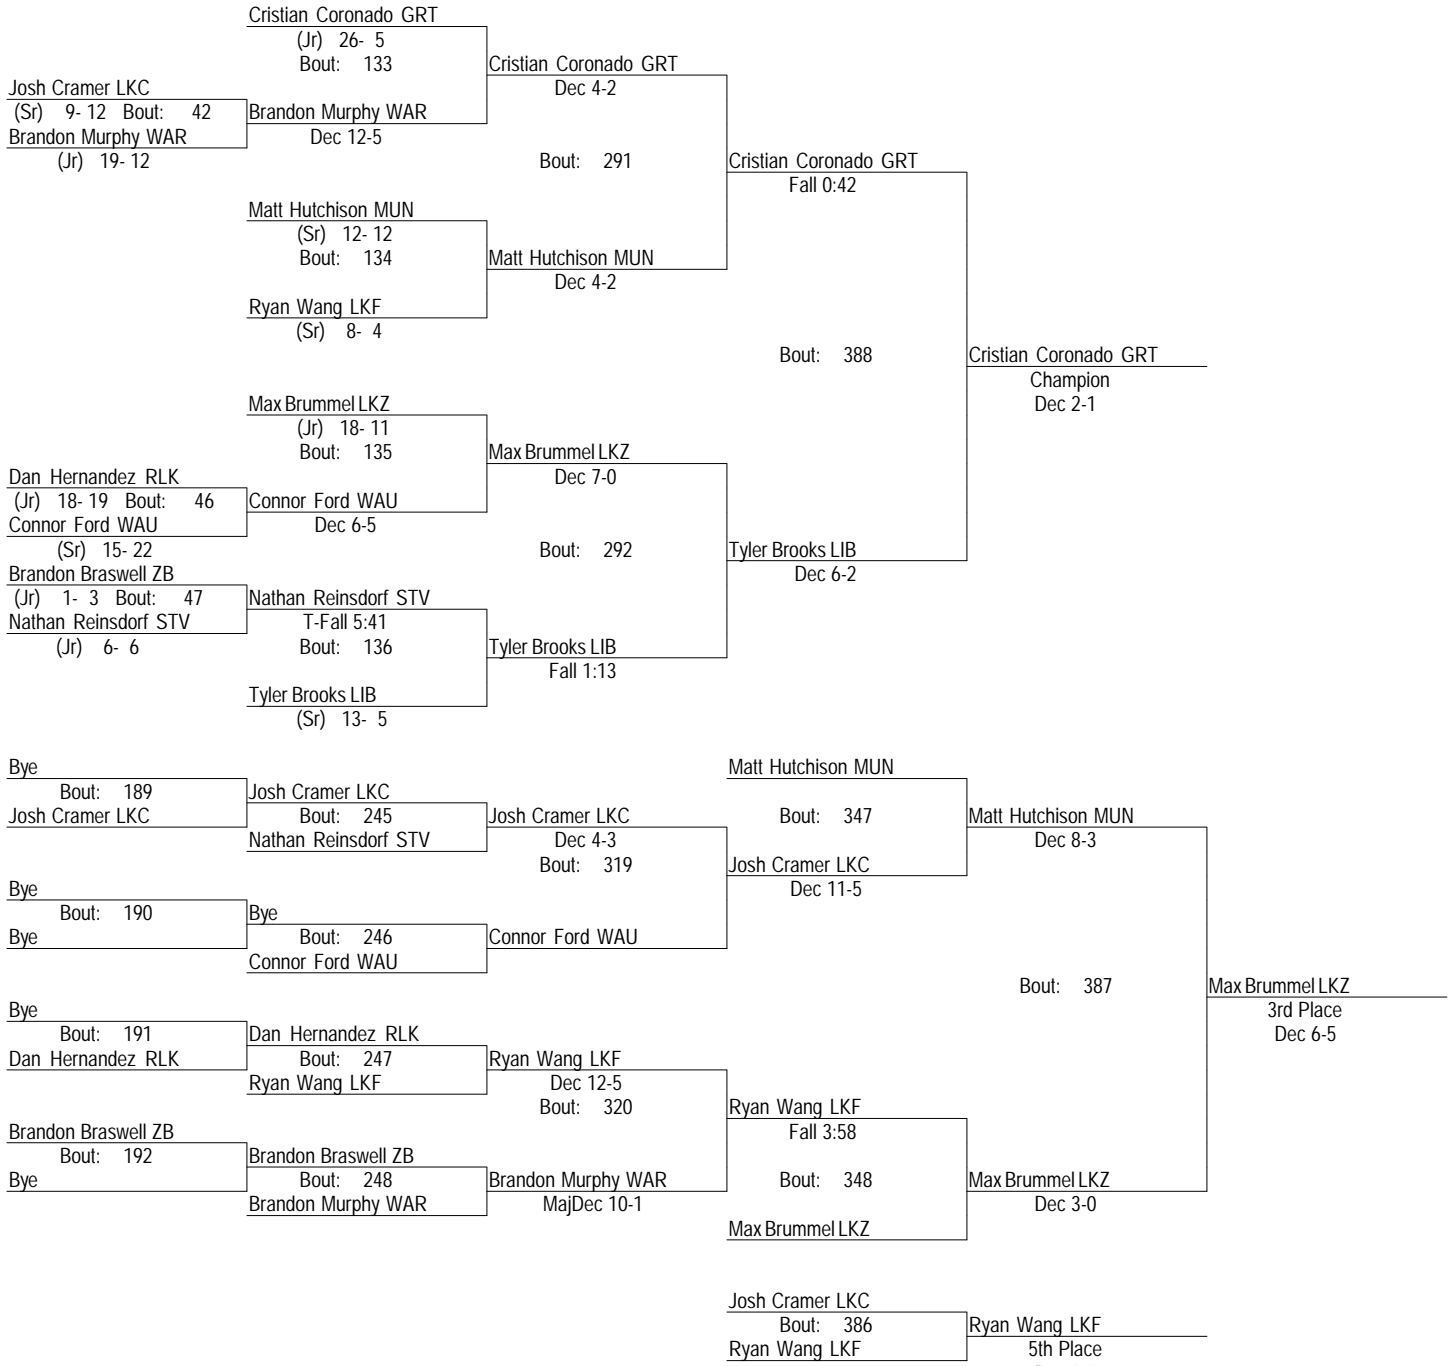 Cristian Coronado GRT
(Jr) 26- 5
Bout: 133
Cristian Coronado GRT
Dec 4-2
Josh Cramer LKC
(Sr) 9- 12 Bout: 42
Brandon Murphy WAR
Brandon Murphy WAR
Dec 12-5
(Jr) 19- 12
Bout: 291
Cristian Coronado GRT
Fall 0:42
Matt Hutchison MUN
(Sr) 12- 12
Bout: 134
Matt Hutchison MUN
Dec 4-2
Ryan Wang LKF
(Sr) 8- 4
Bout: 388
Cristian Coronado GRT
Champion
Dec 2-1
Max Brummel LKZ
(Jr) 18- 11
Bout: 135
Max Brummel LKZ
Dec 7-0
Dan Hernandez RLK
(Jr) 18- 19 Bout: 46
Connor Ford WAU
Connor Ford WAU
Dec 6-5
(Sr) 15- 22
Bout: 292
Tyler Brooks LIB
Dec 6-2
Brandon Braswell ZB
(Jr) 1- 3 Bout: 47
Nathan Reinsdorf STV
Nathan Reinsdorf STV
T-Fall 5:41
(Jr) 6- 6
Bout: 136
Tyler Brooks LIB
Fall 1:13
Tyler Brooks LIB
(Sr) 13- 5
Bye
Bout: 189
Josh Cramer LKC
Josh Cramer LKC
Bout: 245
Nathan Reinsdorf STV
Josh Cramer LKC
Dec 4-3
Bout: 319
Matt Hutchison MUN
Bout: 347
Josh Cramer LKC
Dec 11-5
Matt Hutchison MUN
Dec 8-3
Bye
Bout: 190
Bye
Bye
Bout: 246
Connor Ford WAU
Connor Ford WAU
Bout: 387
Max Brummel LKZ
3rd Place
Dec 6-5
Bye
Bout: 191
Dan Hernandez RLK
Dan Hernandez RLK
Bout: 247
Ryan Wang LKF
Ryan Wang LKF
Dec 12-5
Bout: 320
Ryan Wang LKF
Fall 3:58
Brandon Braswell ZB
Bout: 192
Bye
Brandon Braswell ZB
Bout: 248
Brandon Murphy WAR
Brandon Murphy WAR
MajDec 10-1
Bout: 348
Max Brummel LKZ
Max Brummel LKZ
Dec 3-0
Josh Cramer LKC
Bout: 386
Ryan Wang LKF
Ryan Wang LKF
5th Place